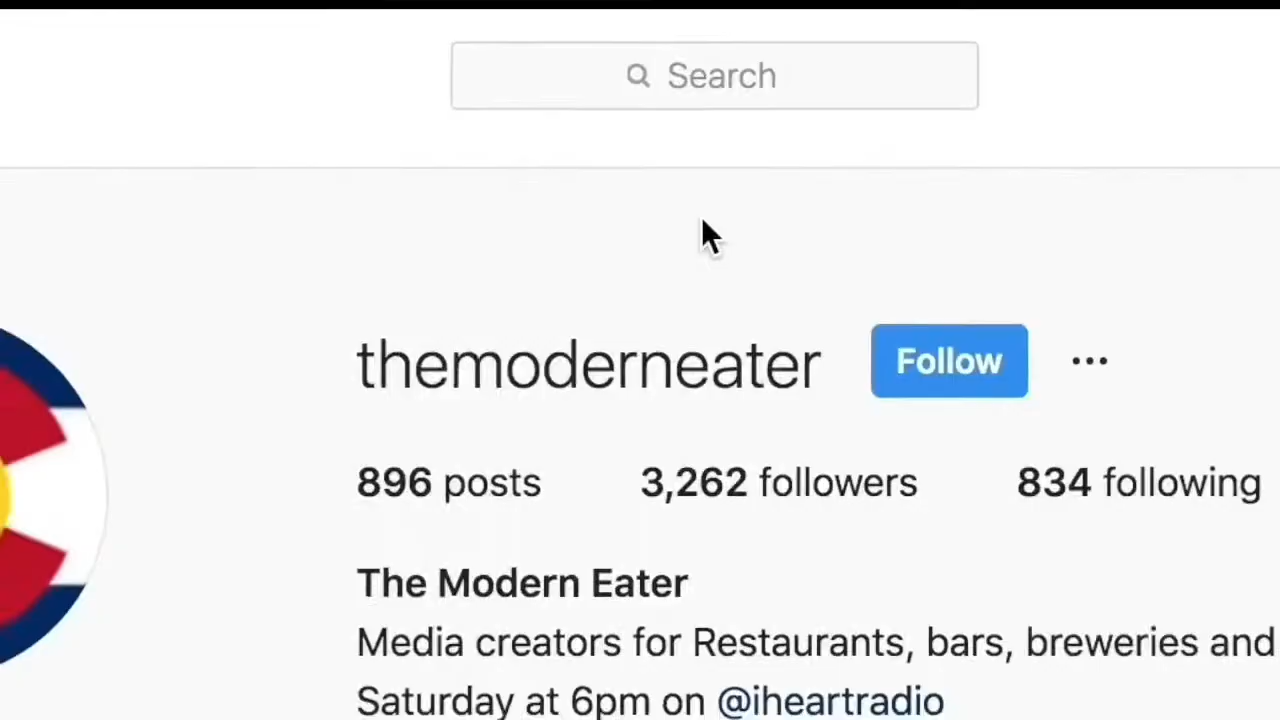 Search
themoderneater Follow ...
896 posts 3,262 followers 834 following
The Modern Eater
Media creators for Restaurants, bars, breweries and
Saturday at 6pm on @iheartradio